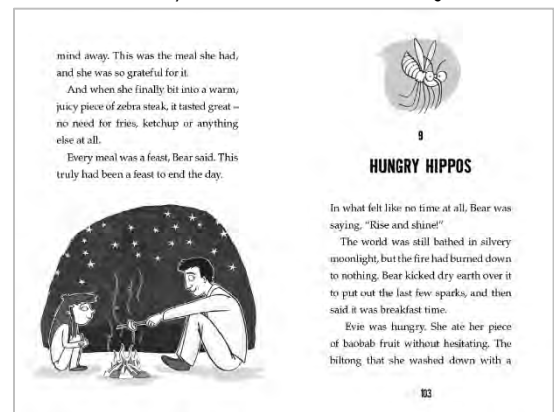 mind away. This was the meal she had,
and she was so grateful for it.
And when she finally bit into a warm,
juicy piece of zebra steak, it tasted great –
no need for fries, ketchup or anything
else at all.
Every meal was a feast, Bear said. This
truly had been a feast to end the day.
9
HUNGRY HIPPOS
In what felt like no time at all, Bear was
saying, “Rise and shine!”
The world was still bathed in silvery
moonlight, but the fire had burned down
to nothing. Bear kicked dry earth over it
to put out the last few sparks, and then
said it was breakfast time.
Evie was hungry. She ate her piece
of baobab fruit without hesitating. The
biltong that she washed down with a
103